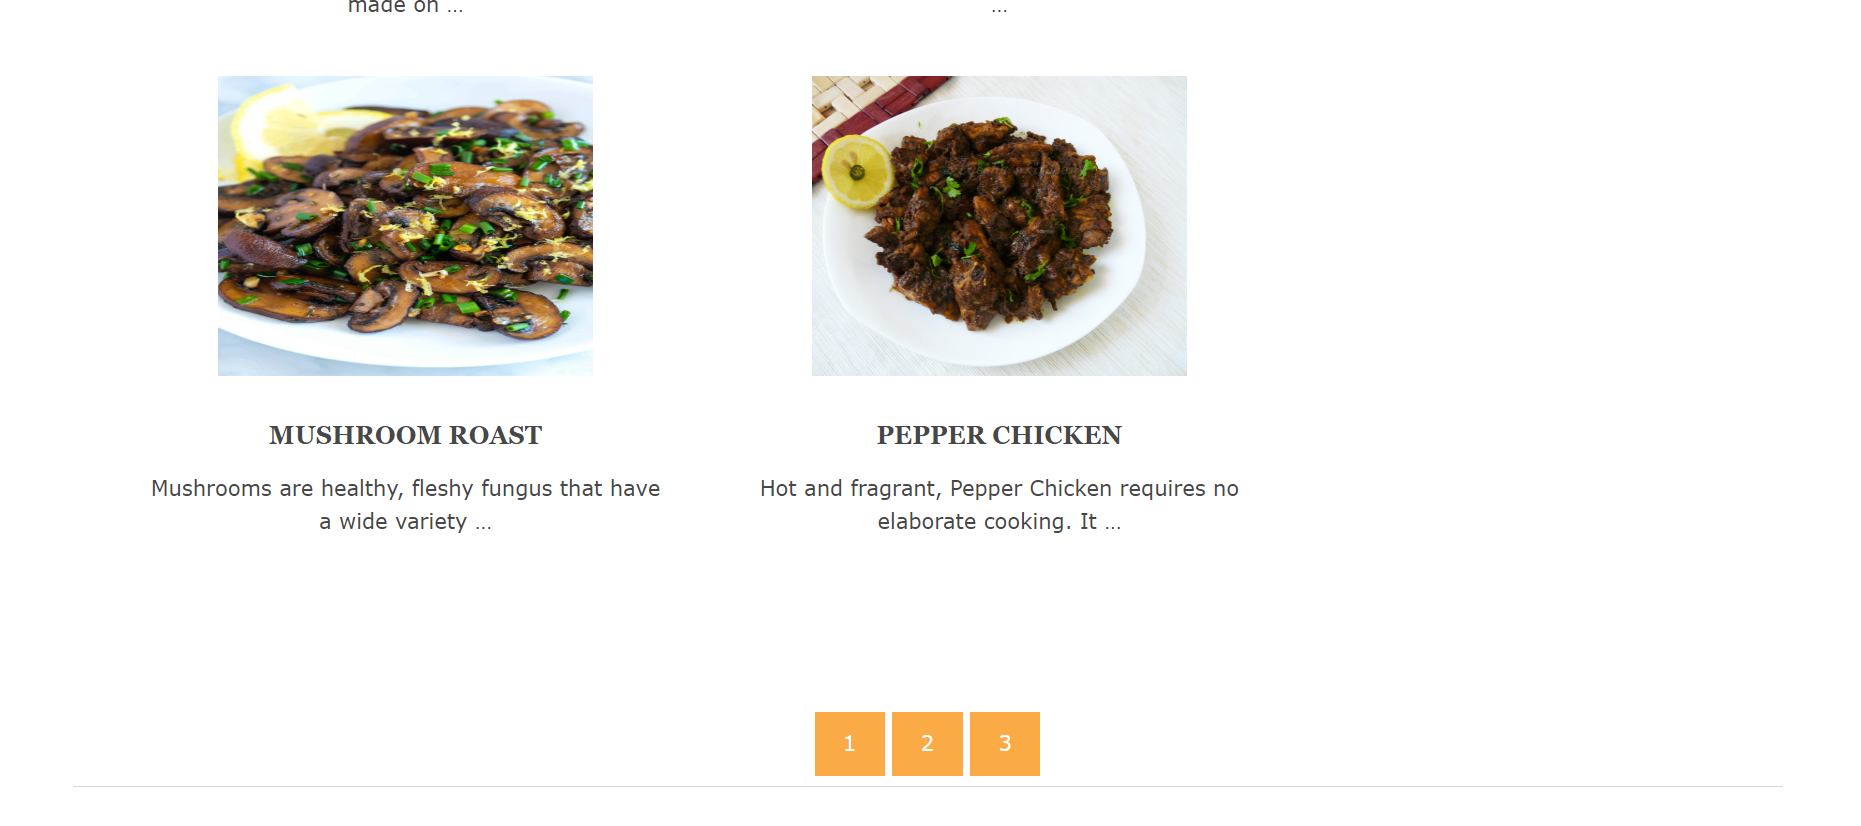 made on ...
...
MUSHROOM ROAST
Mushrooms are healthy, fleshy fungus that have
a wide variety ...
PEPPER CHICKEN
Hot and fragrant, Pepper Chicken requires no
elaborate cooking. It ...
1 2 3